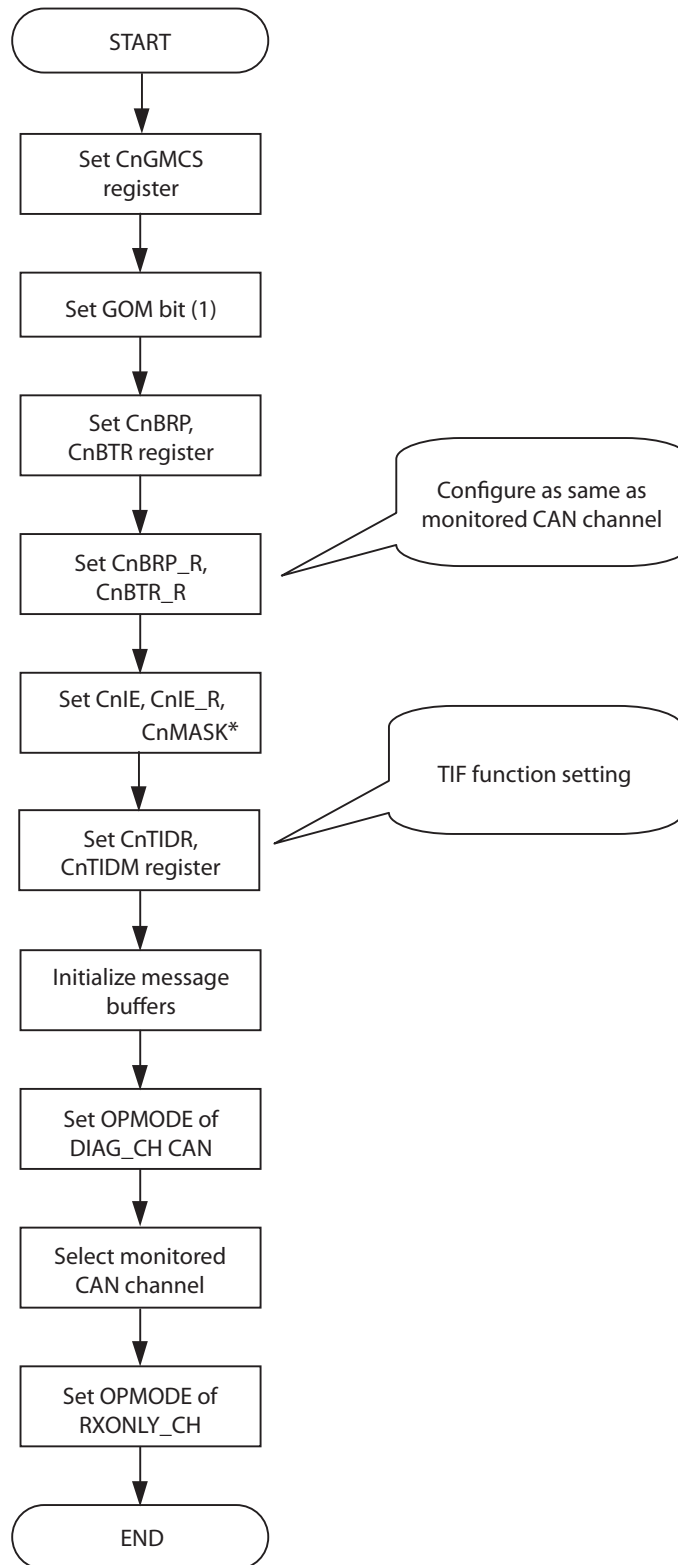 START
Set CnGMCS
register
Set GOM bit (1)
Set CnBRP,
CnBTR register
Configure as same as
monitored CAN channel
Set CnBRP_R,
CnBTR_R
Set CnIE, CnIE_R,
CnMASK*
TIF function setting
Set CnTIDR,
CnTIDM register
Initialize message
buffers
Set OPMODE of
DIAG_CH CAN
Select monitored
CAN channel
Set OPMODE of
RXONLY_CH
END